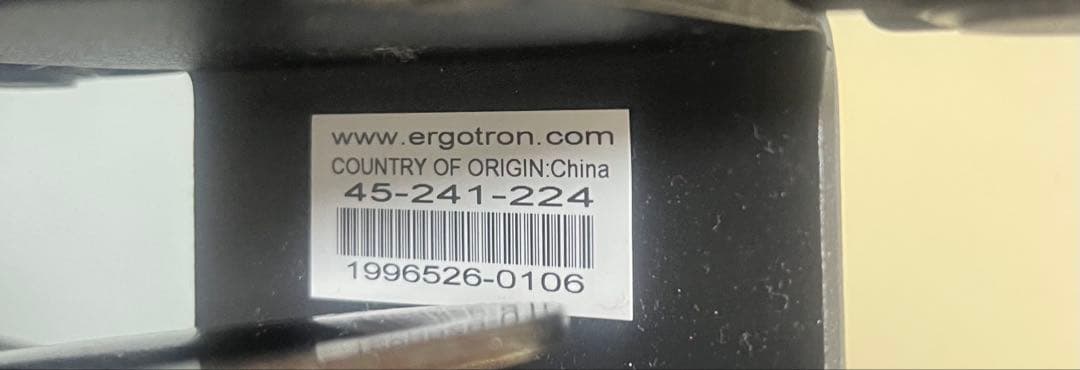 www.ergotron.com
COUNTRY OF ORIGIN:China
45-241-224
1996526-0106